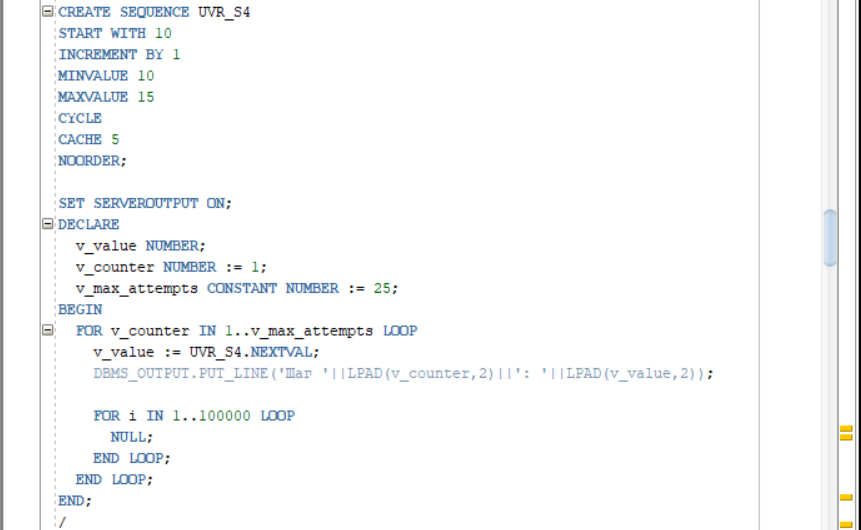 CREATE SEQUENCE UVR_S4
START WITH 10
INCREMENT BY 1
MINVALUE 10
MAXVALUE 15
CYCLE
CACHE 5
NOORDER;
SET SERVEROUTPUT ON;
DECLARE
v_value NUMBER;
v_counter NUMBER := 1;
v_max_attempts CONSTANT NUMBER := 25;
BEGIN
FOR v_counter IN 1..v_max_attempts LOOP
v_value := UVR_S4.NEXTVAL;
DBMS_OUTPUT.PUT_LINE('Шаг '||LPAD(v_counter,2)||': '||LPAD(v_value,2));
FOR i IN 1..100000 LOOP
NULL;
END LOOP;
END LOOP;
END;
/